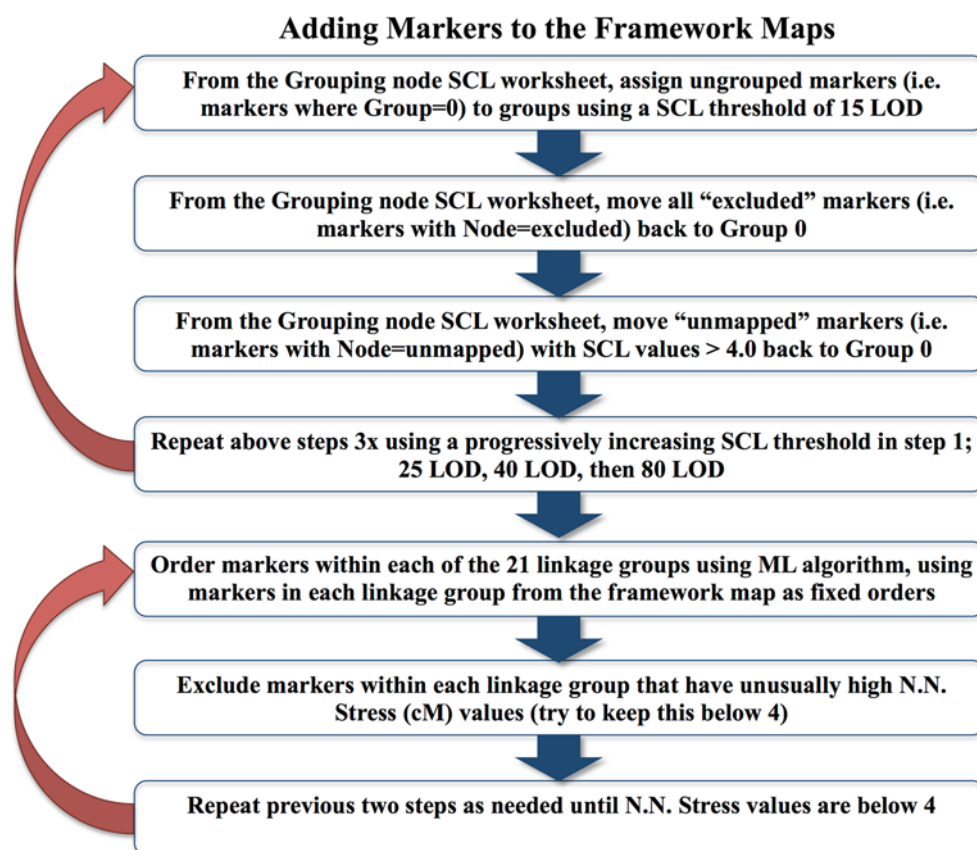 Adding Markers to the Framework Maps
From the Grouping node SCL worksheet, assign ungrouped markers (i.e.
markers where Group=0) to groups using a SCL threshold of 15 LOD
From the Grouping node SCL worksheet, move all “excluded” markers (i.e.
markers with Node=excluded) back to Group 0
From the Grouping node SCL worksheet, move “unmapped” markers (i.e.
markers with Node=unmapped) with SCL values > 4.0 back to Group 0
Repeat above steps 3x using a progressively increasing SCL threshold in step 1;
25 LOD, 40 LOD, then 80 LOD
Order markers within each of the 21 linkage groups using ML algorithm, using
markers in each linkage group from the framework map as fixed orders
Exclude markers within each linkage group that have unusually high N.N.
Stress (cM) values (try to keep this below 4)
Repeat previous two steps as needed until N.N. Stress values are below 4